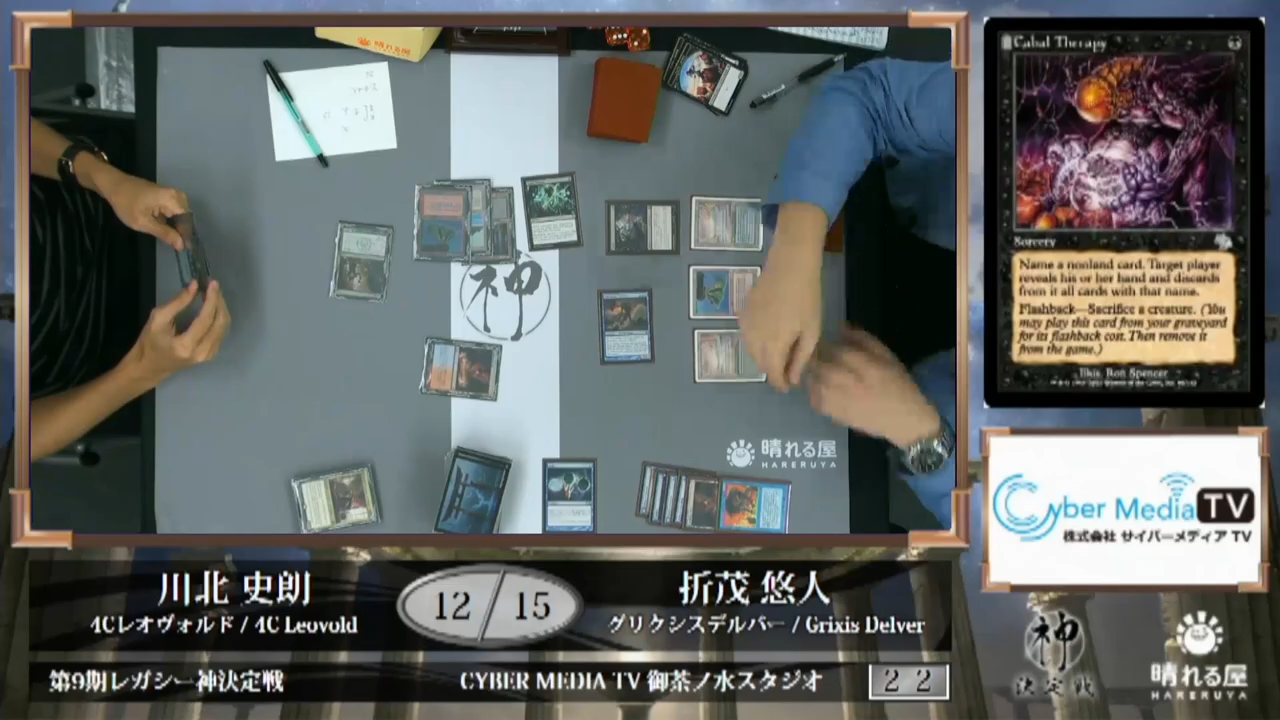 Cabal Therapy
Sorcery
Name a nonland card. Target player
reveals his or her hand and discards
from it all cards with that name.
Flashback—Sacrifice a creature. (You
may play this card from your graveyard
for its flashback cost. Then remove it
from the game.)
Illus. Ron Spencer
神
晴れる屋
HARERUYA
Cyber Media TV
株式会社 サイバーメディア TV
川北 史朗
4Cレオヴォルド / 4C Leovold
12 / 15
折茂 悠人
グリクシスデルバー / Grixis Delver
第9期レガシー神決定戦
CYBER MEDIA TV 御茶ノ水スタジオ
2 2
神
決定戦
晴れる屋
HARERUYA